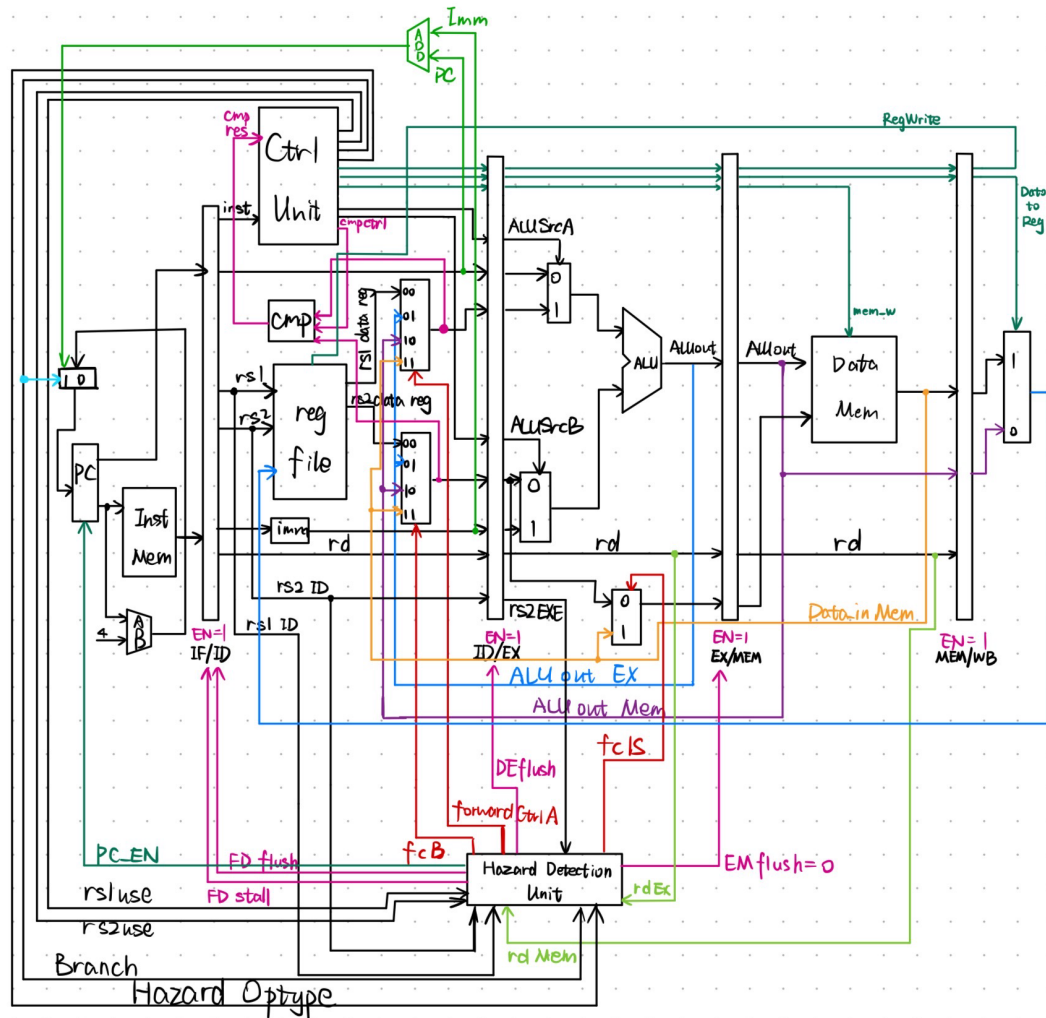 Imm
ADD
PC
cmp res
Ctrl Unit
RegWrite
inst
cmpctrl
ALUSrcA
Data to Reg
rs1 data reg
00
01
10
11
0
1
mem_w
cmp
ALU
ALUout
ALUout
Data Mem
1
0
1 0
rs1
rs2
reg file
rs2 data reg
00
01
10
11
ALUSrcB
0
1
PC
Inst Mem
imm
rd
rd
rd
4
rs2 ID
rs1 ID
rs2 EXE
0
1
Data in Mem
EN=1
IF/ID
EN=1
ID/EX
EN=1
EX/MEM
EN=1
MEM/WB
ALU out EX
ALU out Mem
fclS
DEflush
forward Ctrl A
fcB
PC_EN
FD flush
FD stall
Hazard Detection Unit
EMflush=0
rdEx
rs1use
rs2use
rd Mem
Branch
Hazard Optype